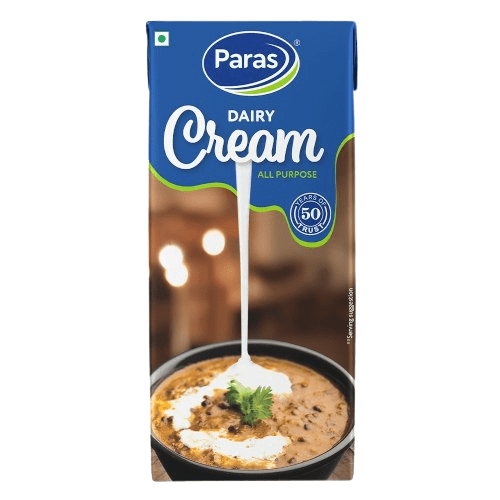 Paras
®
DAIRY
Cream
ALL PURPOSE
YEARS OF
50
TRUST
**Serving suggestion